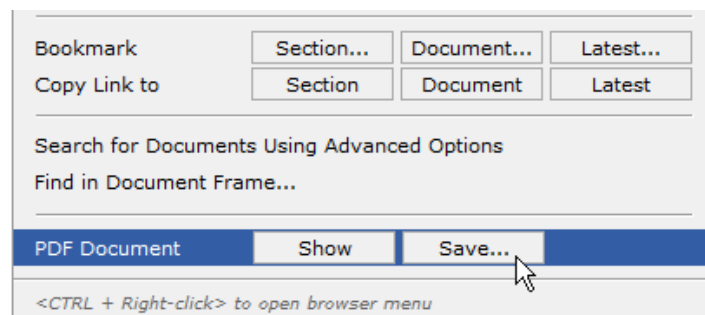 Bookmark Section... Document... Latest...
Copy Link to Section Document Latest
Search for Documents Using Advanced Options
Find in Document Frame...
PDF Document Show Save...
<CTRL + Right-click> to open browser menu